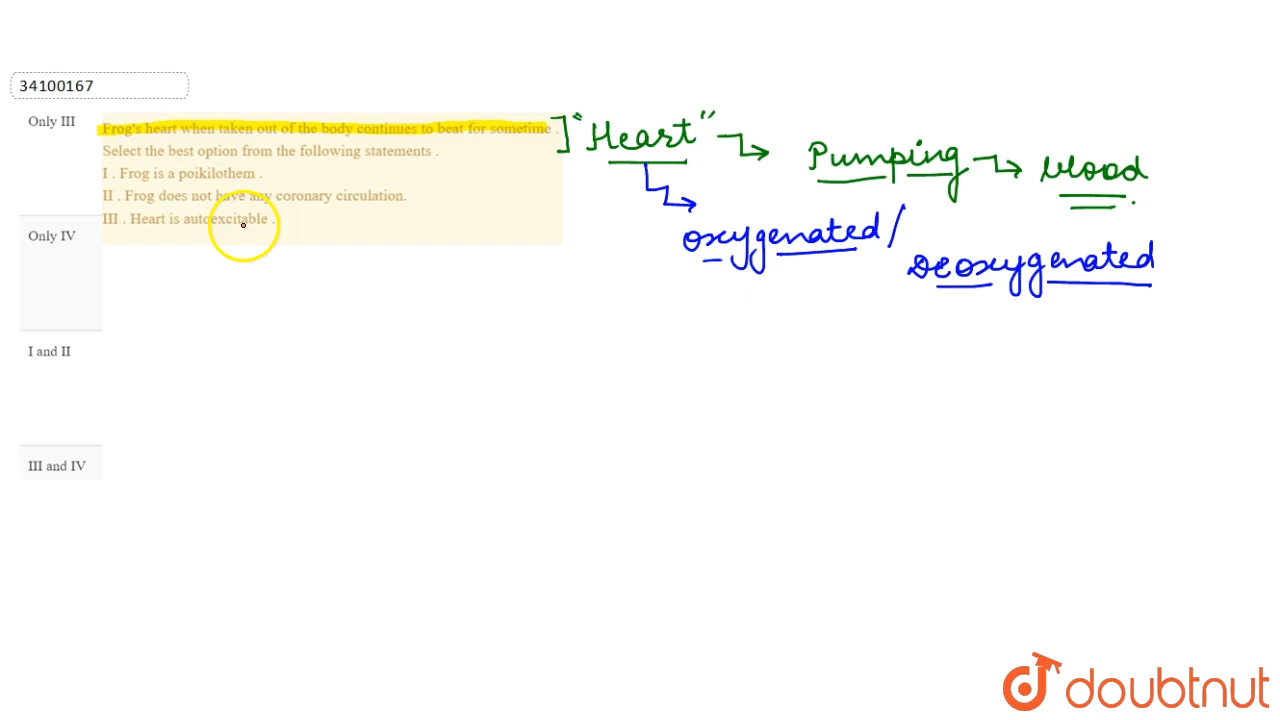 34100167
Only III
Frog's heart when taken out of the body continues to beat for sometime .
Select the best option from the following statements .
I . Frog is a poikilothem .
II . Frog does not have any coronary circulation.
III . Heart is autoexcitable .
Only IV
I and II
III and IV
] "Heart" → Pumping → blood.
oxygenated/
Deoxygenated
doubtnut